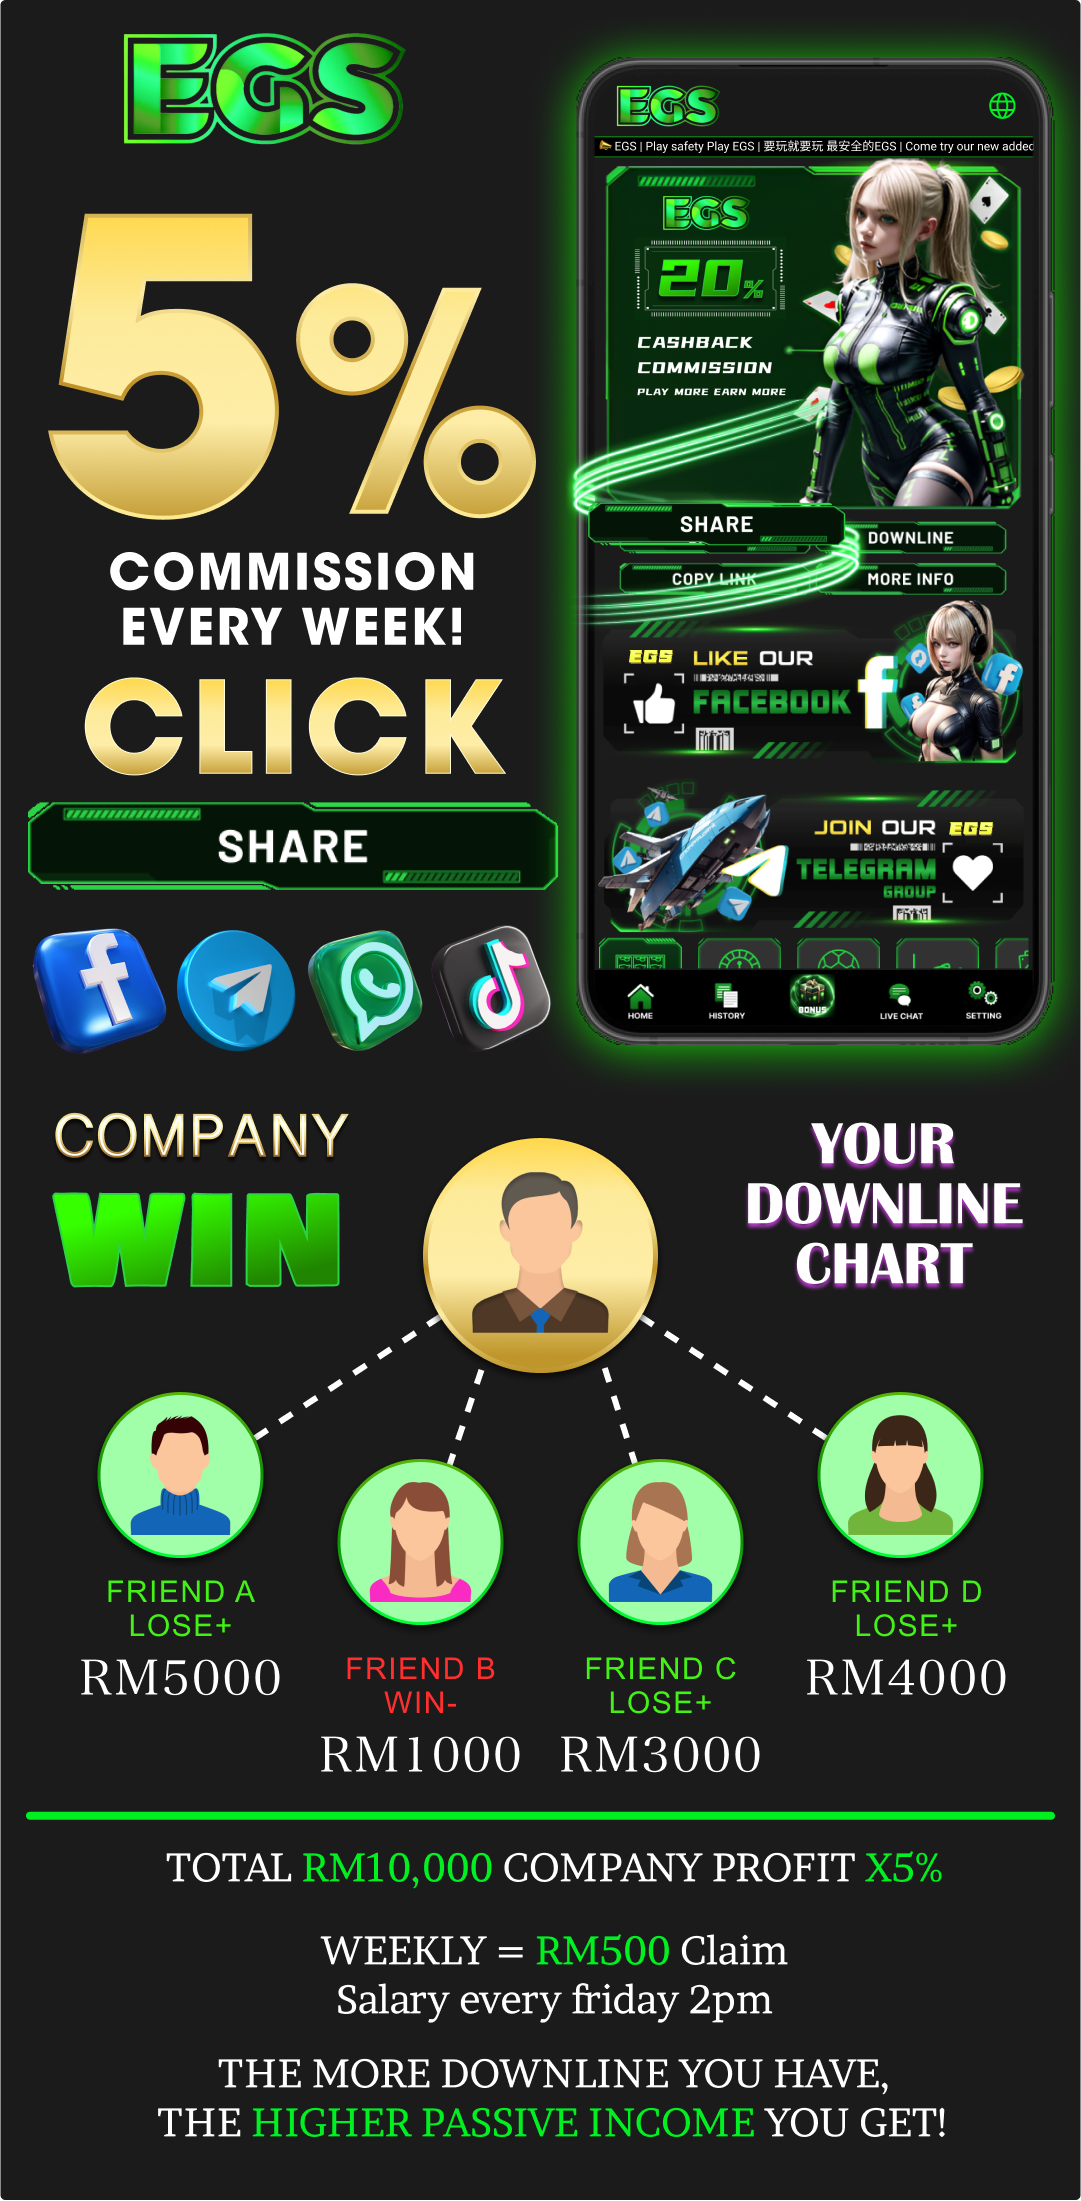 EGS
5%
COMMISSION
EVERY WEEK!
CLICK
SHARE
EGS
EGS | Play safety Play EGS | 要玩就要玩 最安全的EGS | Come try our new added
EGS
20%
CASHBACK
COMMISSION
PLAY MORE EARN MORE
SHARE
DOWNLINE
COPY LINK
MORE INFO
EGS LIKE OUR
FACEBOOK
JOIN OUR EGS
TELEGRAM
GROUP
HOME
HISTORY
BONUS
LIVE CHAT
SETTING
COMPANY
WIN
YOUR
DOWNLINE
CHART
FRIEND A
LOSE+
RM5000
FRIEND B
WIN-
RM1000
FRIEND C
LOSE+
RM3000
FRIEND D
LOSE+
RM4000
TOTAL RM10,000 COMPANY PROFIT X5%
WEEKLY = RM500 Claim
Salary every friday 2pm
THE MORE DOWNLINE YOU HAVE,
THE HIGHER PASSIVE INCOME YOU GET!